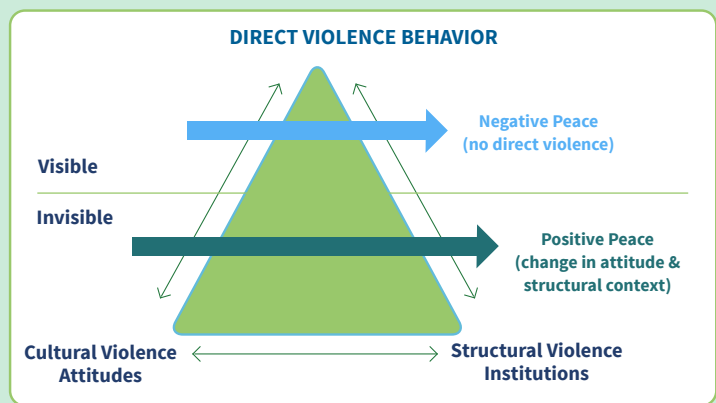 DIRECT VIOLENCE BEHAVIOR
Negative Peace
(no direct violence)
Visible
Invisible
Positive Peace
(change in attitude &
structural context)
Cultural Violence
Attitudes
Structural Violence
Institutions